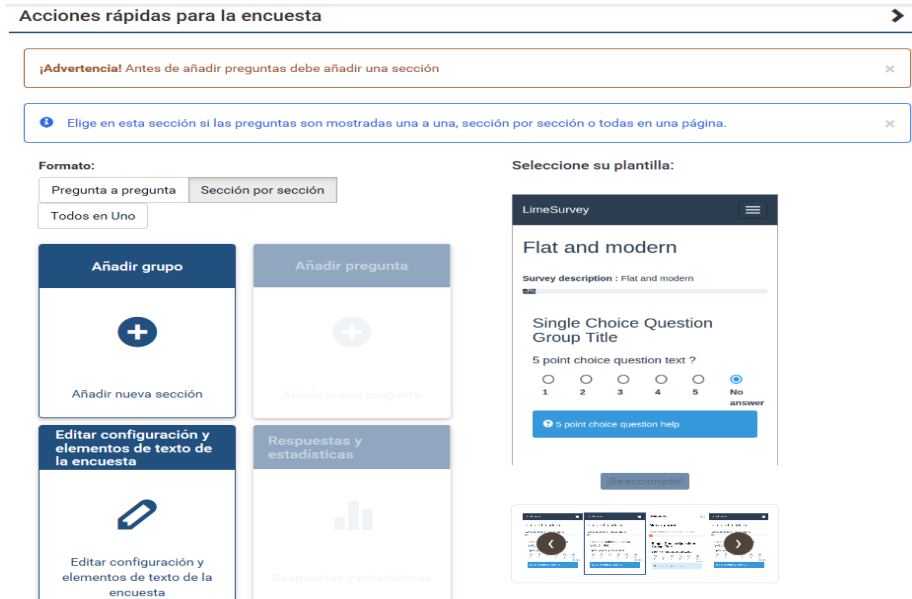 Acciones rápidas para la encuesta
¡Advertencia! Antes de añadir preguntas debe añadir una sección
Elige en esta sección si las preguntas son mostradas una a una, sección por sección o todas en una página.
Formato:
Pregunta a pregunta
Sección por sección
Todos en Uno
Añadir grupo
Añadir nueva sección
Añadir pregunta
Añadir nueva pregunta
Editar configuración y
elementos de texto de
la encuesta
Editar configuración y
elementos de texto de la
encuesta
Respuestas y
estadísticas
Respuestas y estadísticas
Seleccione su plantilla:
LimeSurvey
Flat and modern
Survey description : Flat and modern
Single Choice Question
Group Title
5 point choice question text ?
1 2 3 4 5 No
answer
5 point choice question help
¡Seleccionado!